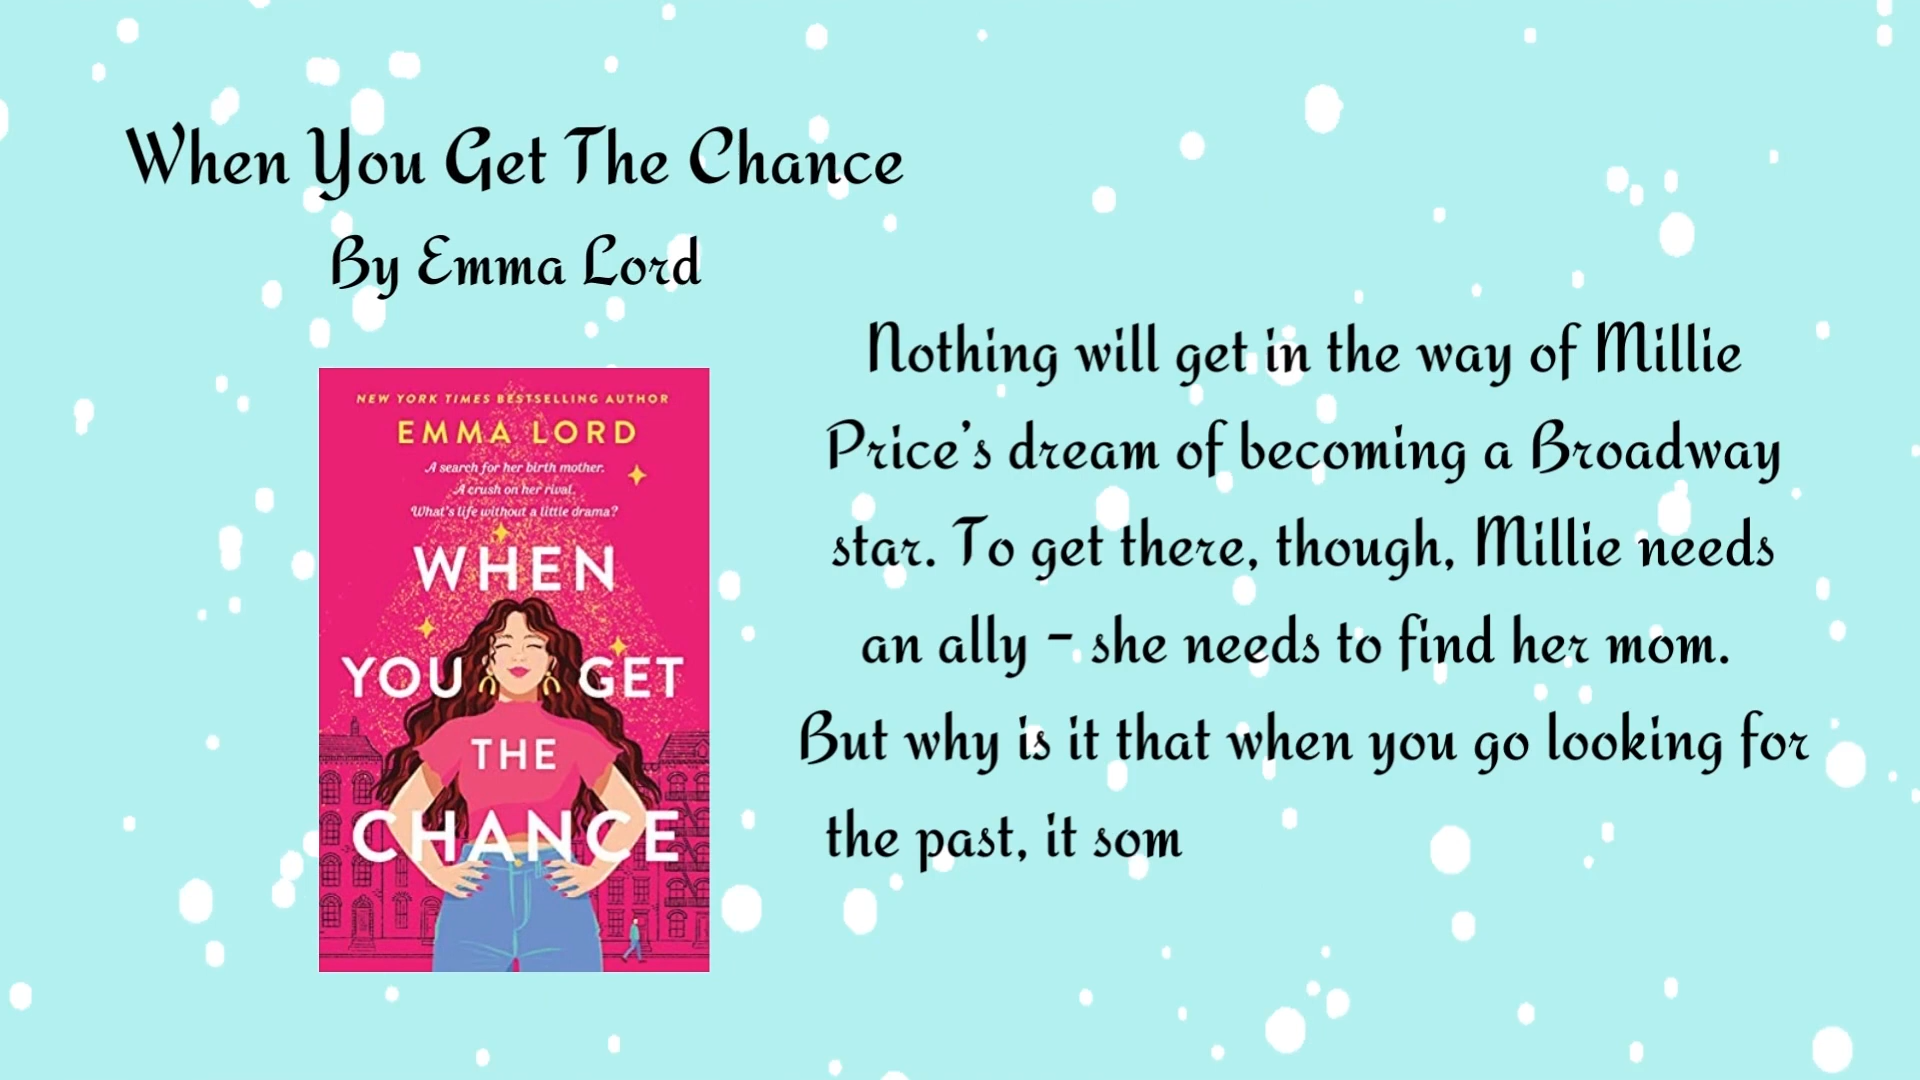 When You Get The Chance
By Emma Lord
NEW YORK TIMES BESTSELLING AUTHOR
EMMA LORD
A search for her birth mother.
A crush on her rival.
What's life without a little drama?
WHEN
YOU GET
THE
CHANCE
Nothing will get in the way of Millie
Price's dream of becoming a Broadway
star. To get there, though, Millie needs
an ally - she needs to find her mom.
But why is it that when you go looking for
the past, it som